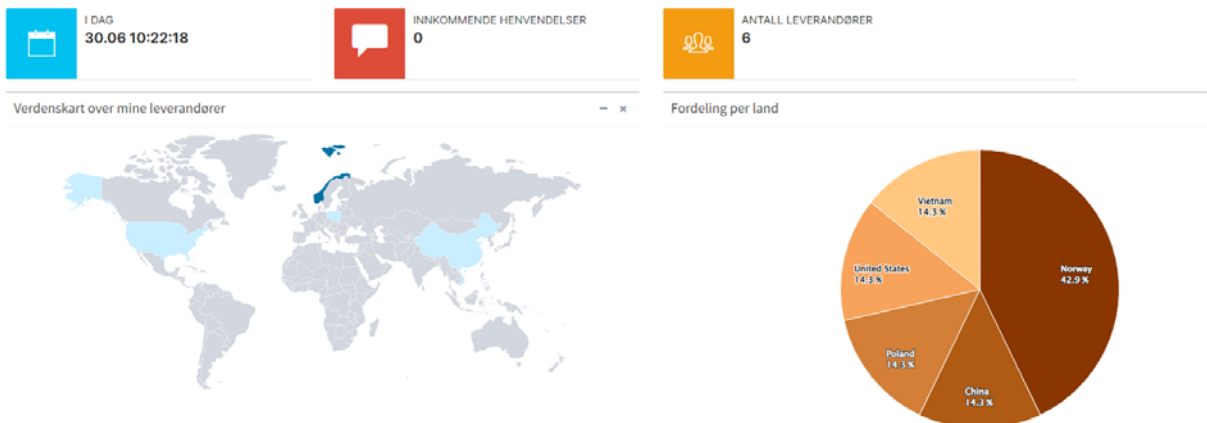 I DAG
30.06 10:22:18
INNKOMMENDE HENVENDELSER
0
ANTALL LEVERANDØRER
6
Verdenskart over mine leverandører
Fordeling per land
Vietnam
14.3 %
United States
14.3 %
Norway
42.9 %
Poland
14.3 %
China
14.3 %